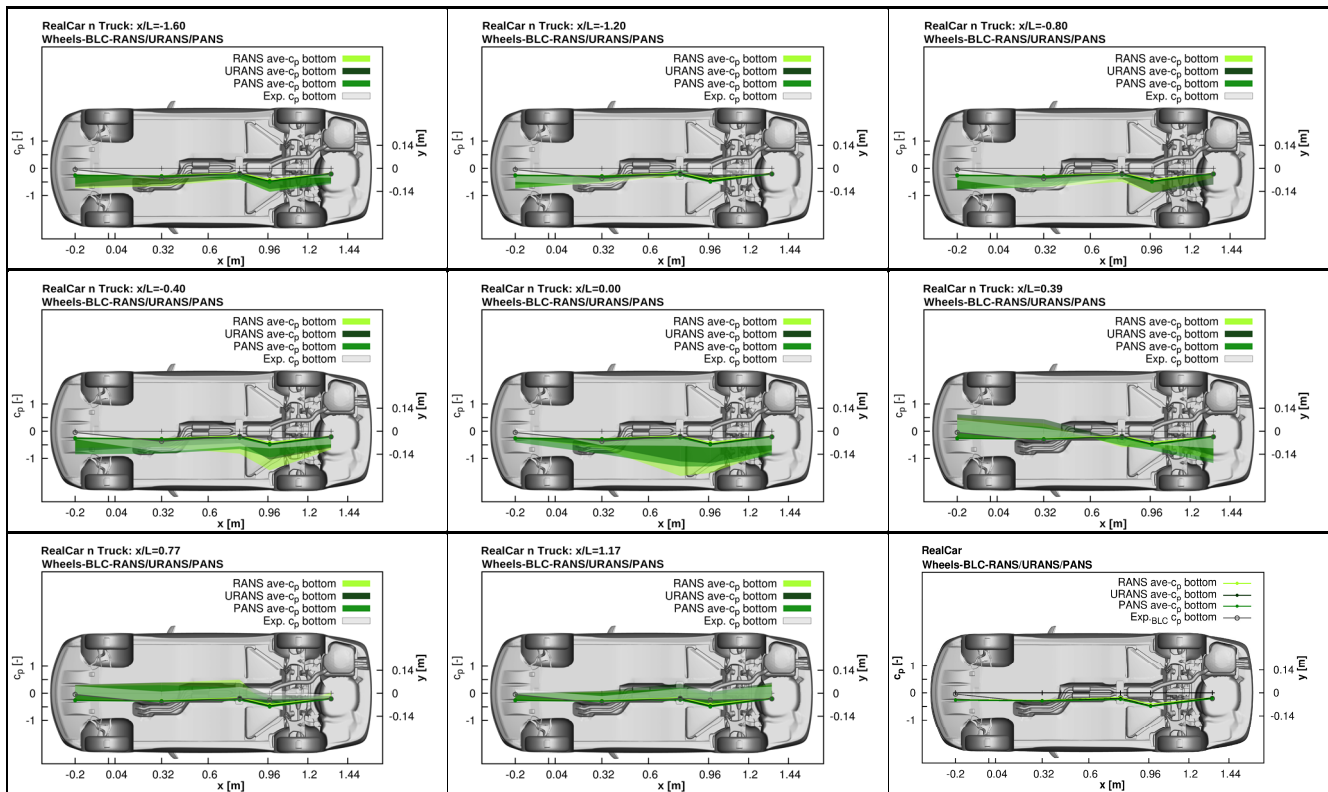 RealCar n Truck: x/L=-1.60
Wheels-BLC-RANS/URANS/PANS
RANS ave-cp bottom
URANS ave-cp bottom
PANS ave-cp bottom
Exp. cp bottom
cp [-]
1
0
-1
0.14
0
-0.14
y [m]
-0.2 0.04 0.32 0.6 0.96 1.2 1.44
x [m]
RealCar n Truck: x/L=-1.20
Wheels-BLC-RANS/URANS/PANS
RANS ave-cp bottom
URANS ave-cp bottom
PANS ave-cp bottom
Exp. cp bottom
cp [-]
1
0
-1
0.14
0
-0.14
y [m]
-0.2 0.04 0.32 0.6 0.96 1.2 1.44
x [m]
RealCar n Truck: x/L=-0.80
Wheels-BLC-RANS/URANS/PANS
RANS ave-cp bottom
URANS ave-cp bottom
PANS ave-cp bottom
Exp. cp bottom
cp [-]
1
0
-1
0.14
0
-0.14
y [m]
-0.2 0.04 0.32 0.6 0.96 1.2 1.44
x [m]
RealCar n Truck: x/L=-0.40
Wheels-BLC-RANS/URANS/PANS
RANS ave-cp bottom
URANS ave-cp bottom
PANS ave-cp bottom
Exp. cp bottom
cp [-]
1
0
-1
0.14
0
-0.14
y [m]
-0.2 0.04 0.32 0.6 0.96 1.2 1.44
x [m]
RealCar n Truck: x/L=0.00
Wheels-BLC-RANS/URANS/PANS
RANS ave-cp bottom
URANS ave-cp bottom
PANS ave-cp bottom
Exp. cp bottom
cp [-]
1
0
-1
0.14
0
-0.14
y [m]
-0.2 0.04 0.32 0.6 0.96 1.2 1.44
x [m]
RealCar n Truck: x/L=0.39
Wheels-BLC-RANS/URANS/PANS
RANS ave-cp bottom
URANS ave-cp bottom
PANS ave-cp bottom
Exp. cp bottom
cp [-]
1
0
-1
0.14
0
-0.14
y [m]
-0.2 0.04 0.32 0.6 0.96 1.2 1.44
x [m]
RealCar n Truck: x/L=0.77
Wheels-BLC-RANS/URANS/PANS
RANS ave-cp bottom
URANS ave-cp bottom
PANS ave-cp bottom
Exp. cp bottom
cp [-]
1
0
-1
0.14
0
-0.14
y [m]
-0.2 0.04 0.32 0.6 0.96 1.2 1.44
x [m]
RealCar n Truck: x/L=1.17
Wheels-BLC-RANS/URANS/PANS
RANS ave-cp bottom
URANS ave-cp bottom
PANS ave-cp bottom
Exp. cp bottom
cp [-]
1
0
-1
0.14
0
-0.14
y [m]
-0.2 0.04 0.32 0.6 0.96 1.2 1.44
x [m]
RealCar
Wheels-BLC-RANS/URANS/PANS
RANS ave-cp bottom
URANS ave-cp bottom
PANS ave-cp bottom
Exp.BLC cp bottom
cp [-]
1
0
-1
0.14
0
-0.14
y [m]
-0.2 0.04 0.32 0.6 0.96 1.2 1.44
x [m]